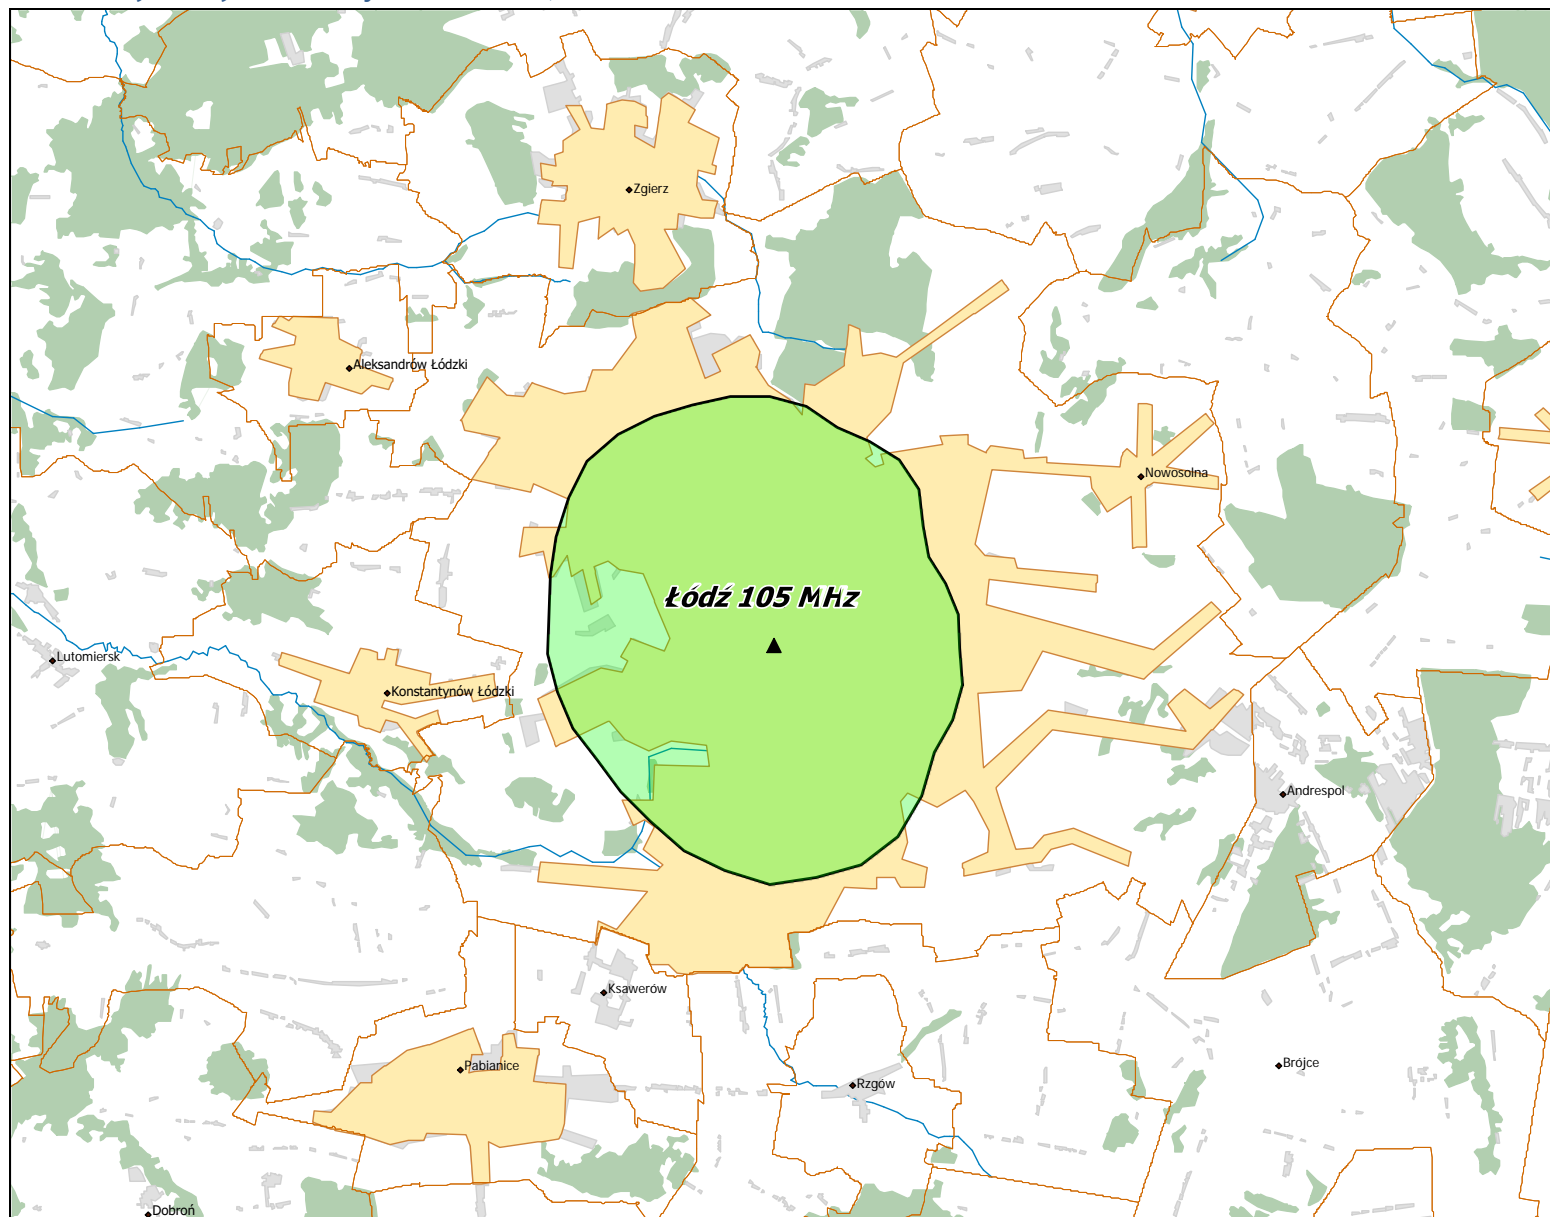 Zgierz
Aleksandrów Łódzki
Nowosolna
Łódź 105 MHz
Lutomiersk
Konstantynów Łódzki
Andrespol
Ksawerów
Pabianice
Brójce
Rzgów
Dobroń